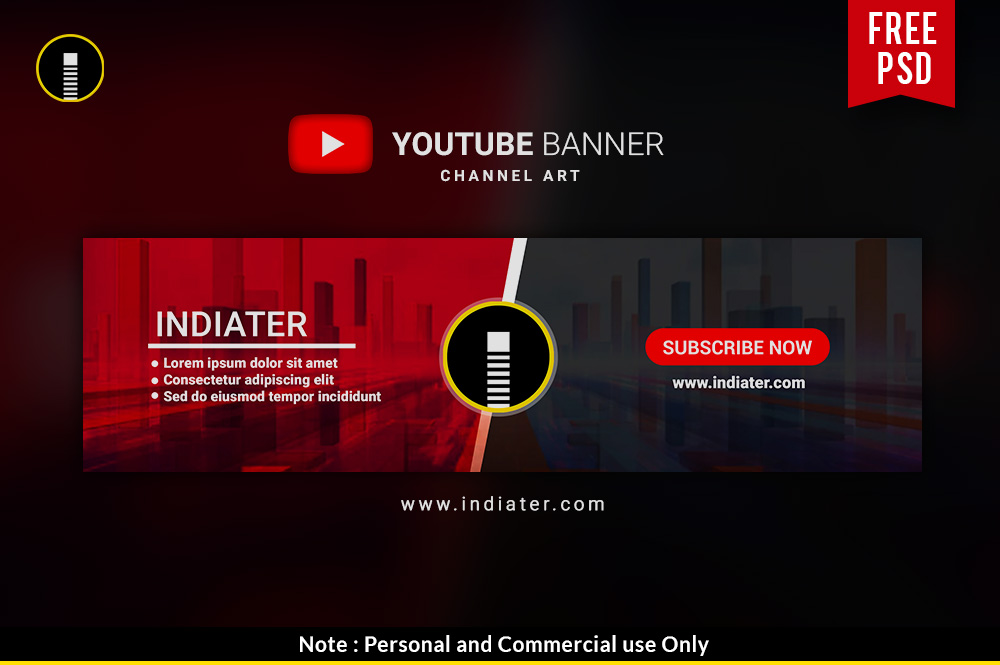 FREE
PSD
YOUTUBE BANNER
CHANNEL ART
INDIATER
• Lorem ipsum dolor sit amet
• Consectetur adipiscing elit
• Sed do eiusmod tempor incididunt
SUBSCRIBE NOW
www.indiater.com
www.indiater.com
Note : Personal and Commercial use Only